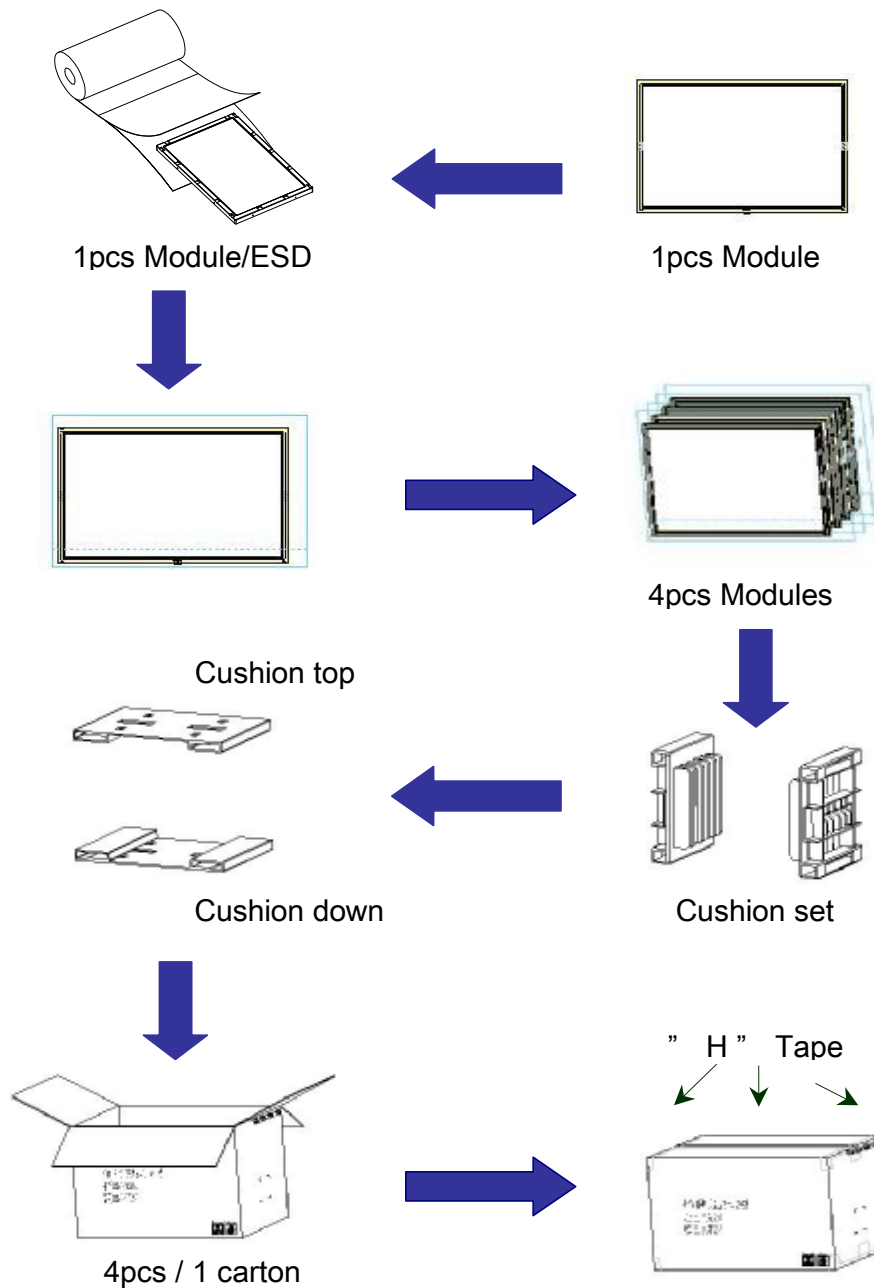 1pcs Module/ESD
1pcs Module
4pcs Modules
Cushion top
Cushion down
Cushion set
” H ” Tape
4pcs / 1 carton